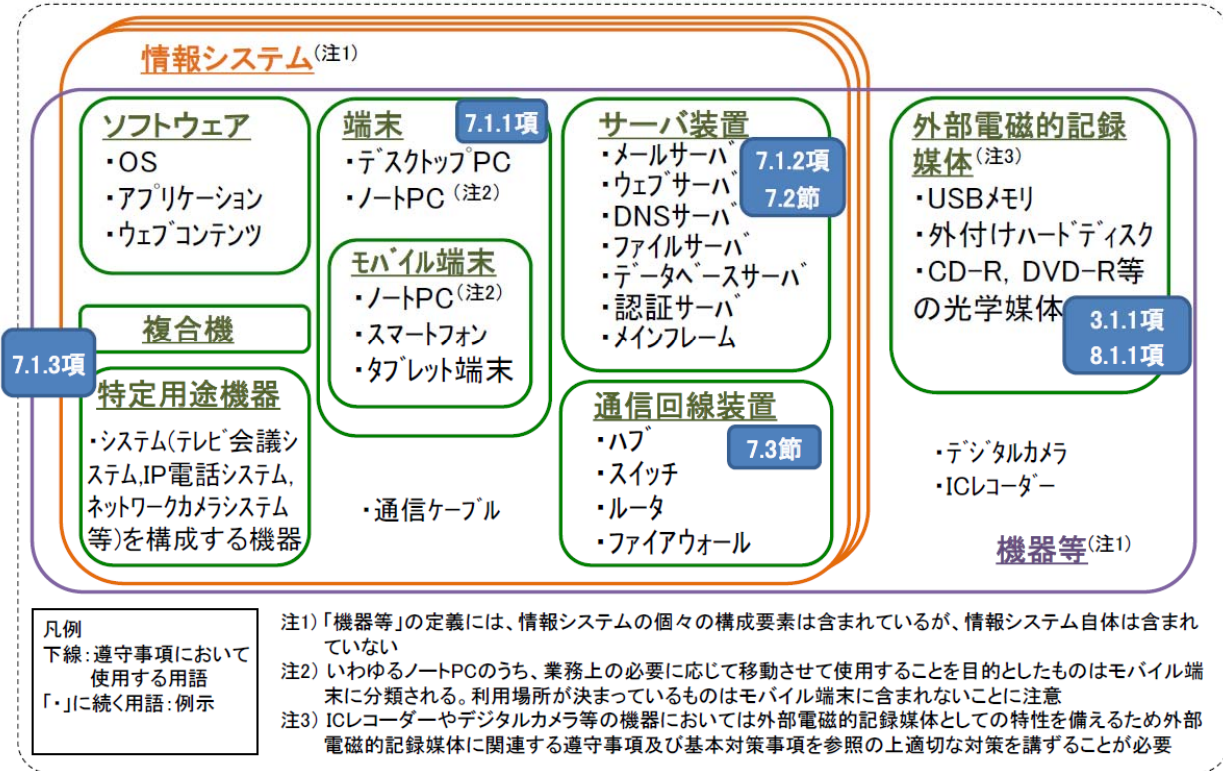 情報システム(注1)
ソフトウェア
・OS
・アプリケーション
・ウェブコンテンツ
複合機
7.1.3項
特定用途機器
・システム(テレビ会議シ
ステム,IP電話システム,
ネットワークカメラシステム
等)を構成する機器
端末
7.1.1項
・デスクトップPC
・ノートPC(注2)
モバイル端末
・ノートPC(注2)
・スマートフォン
・タブレット端末
・通信ケーブル
サーバ装置
・メールサーバ
・ウェブサーバ
・DNSサーバ
・ファイルサーバ
・データベースサーバ
・認証サーバ
・メインフレーム
7.1.2項
7.2節
通信回線装置
・ハブ
・スイッチ
・ルータ
・ファイアウォール
7.3節
外部電磁的記録
媒体(注3)
・USBメモリ
・外付けハードディスク
・CD-R, DVD-R等
の光学媒体
3.1.1項
8.1.1項
・デジタルカメラ
・ICレコーダー
機器等(注1)
凡例
下線:遵守事項において
使用する用語
「・」に続く用語:例示
注1)「機器等」の定義には、情報システムの個々の構成要素は含まれているが、情報システム自体は含まれ
ていない
注2) いわゆるノートPCのうち、業務上の必要に応じて移動させて使用することを目的としたものはモバイル端
末に分類される。利用場所が決まっているものはモバイル端末に含まれないことに注意
注3) ICレコーダーやデジタルカメラ等の機器においては外部電磁的記録媒体としての特性を備えるため外部
電磁的記録媒体に関連する遵守事項及び基本対策事項を参照の上適切な対策を講ずることが必要